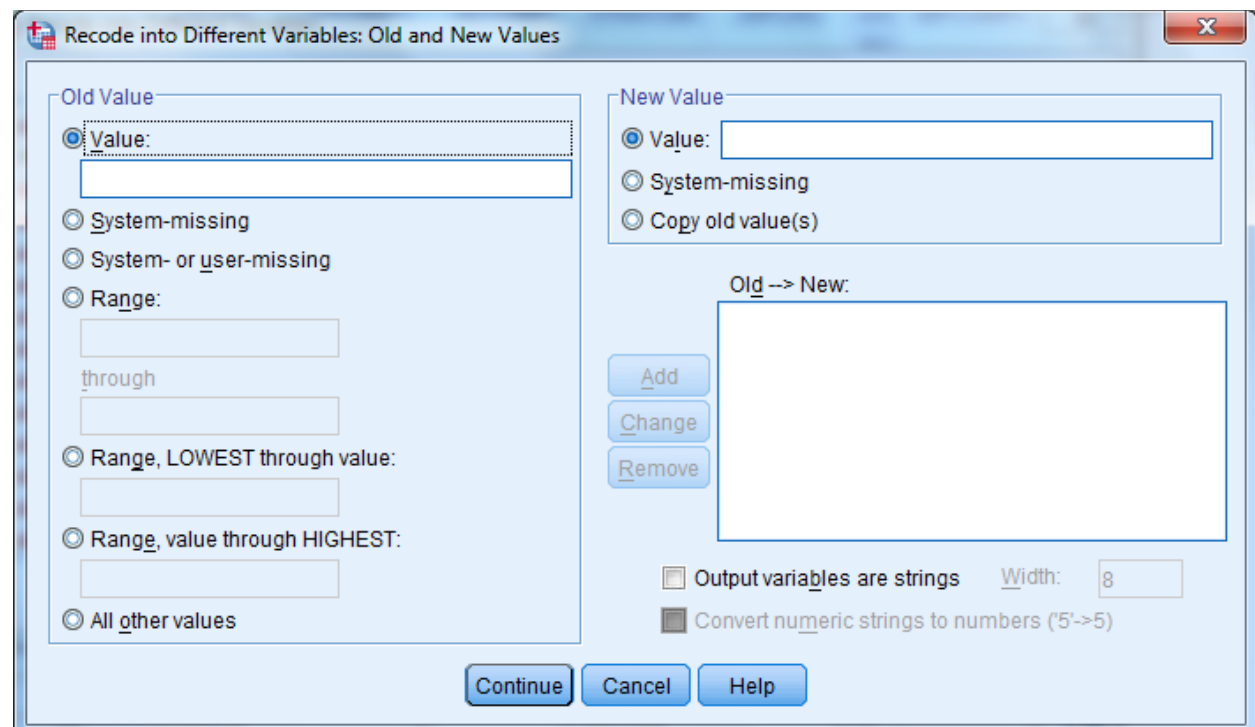 Recode into Different Variables: Old and New Values
Old Value
Value:
System-missing
System- or user-missing
Range:
through
Range, LOWEST through value:
Range, value through HIGHEST:
All other values
New Value
Value:
System-missing
Copy old value(s)
Old --> New:
Add
Change
Remove
Output variables are strings Width: 8
Convert numeric strings to numbers ('5'->5)
Continue Cancel Help